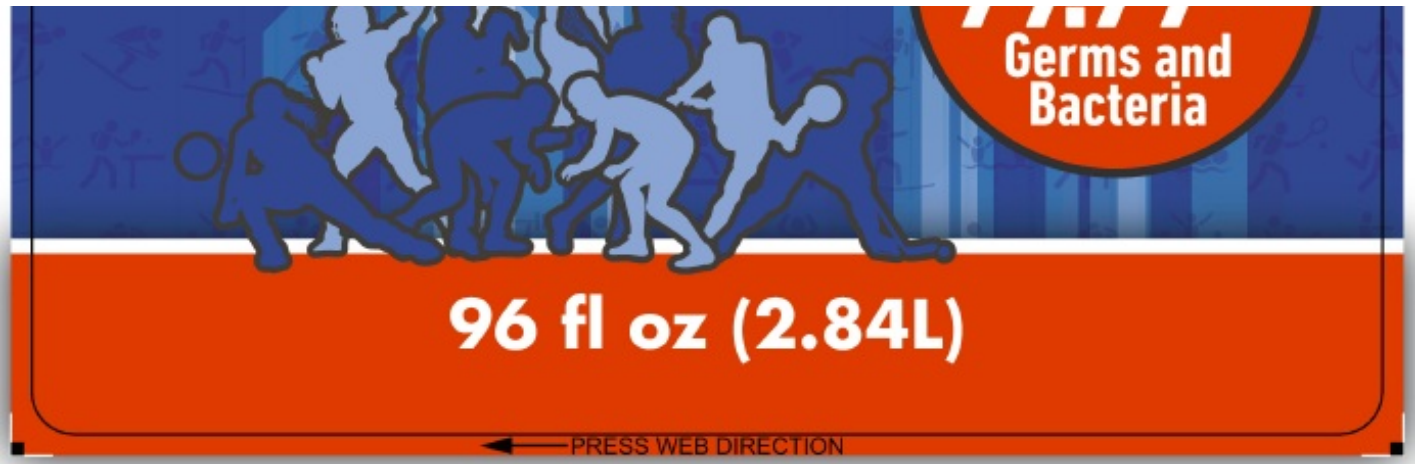 Germs and
Bacteria
96 fl oz (2.84L)
PRESS WEB DIRECTION